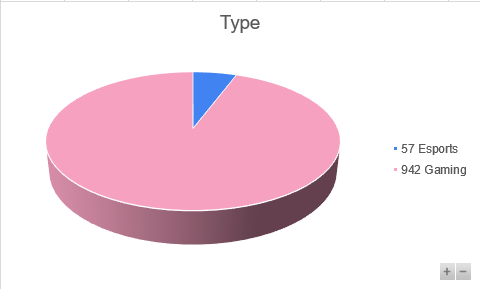 Type
57 Esports
942 Gaming
+ −